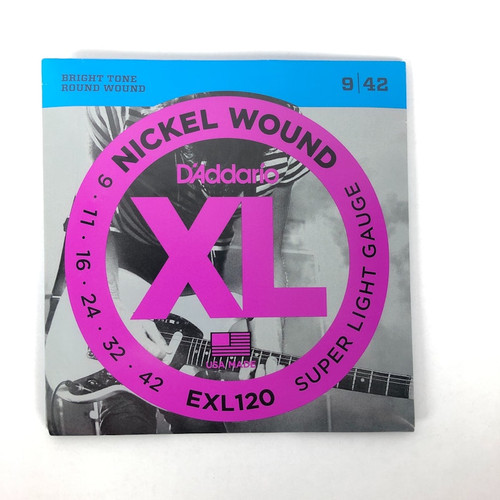 BRIGHT TONE
ROUND WOUND
9|42
NICKEL WOUND
D'Addario
XL
9 · 11 · 16 · 24 · 32 · 42
USA MADE
EXL120
SUPER LIGHT GAUGE